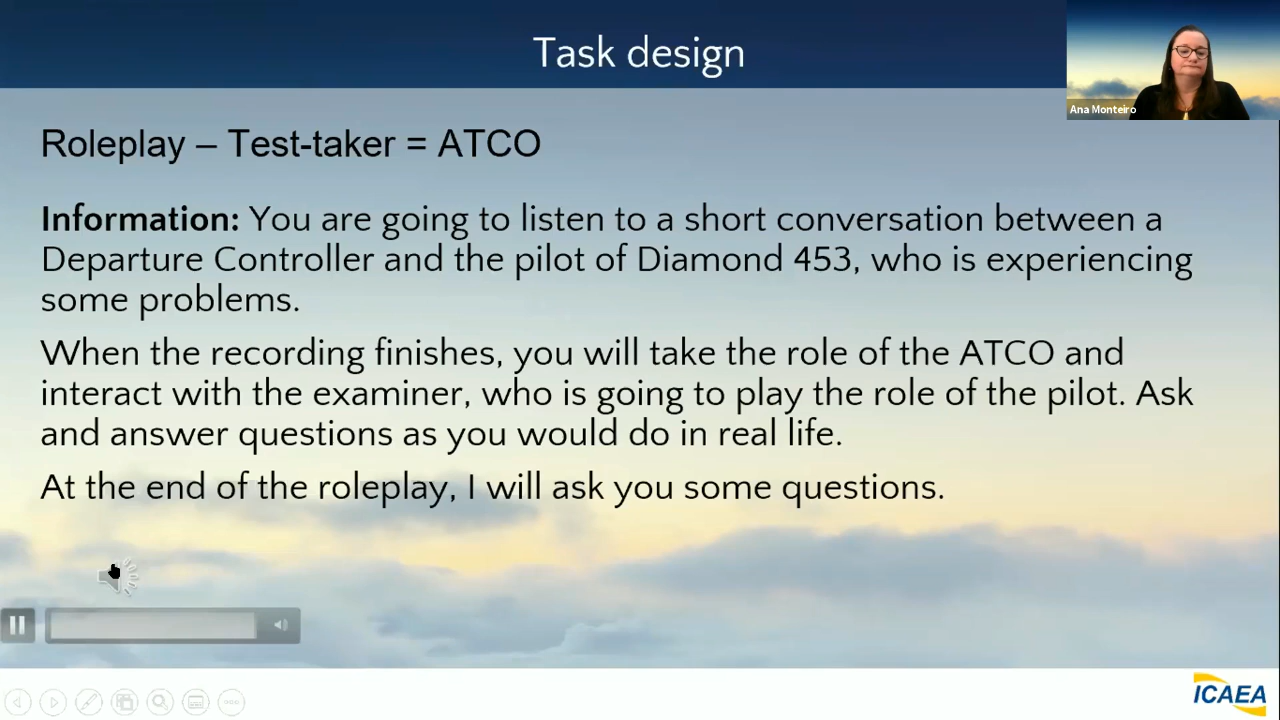 Task design
Ana Monteiro
Roleplay – Test-taker = ATCO
Information: You are going to listen to a short conversation between a
Departure Controller and the pilot of Diamond 453, who is experiencing
some problems.
When the recording finishes, you will take the role of the ATCO and
interact with the examiner, who is going to play the role of the pilot. Ask
and answer questions as you would do in real life.
At the end of the roleplay, I will ask you some questions.
ICAEA